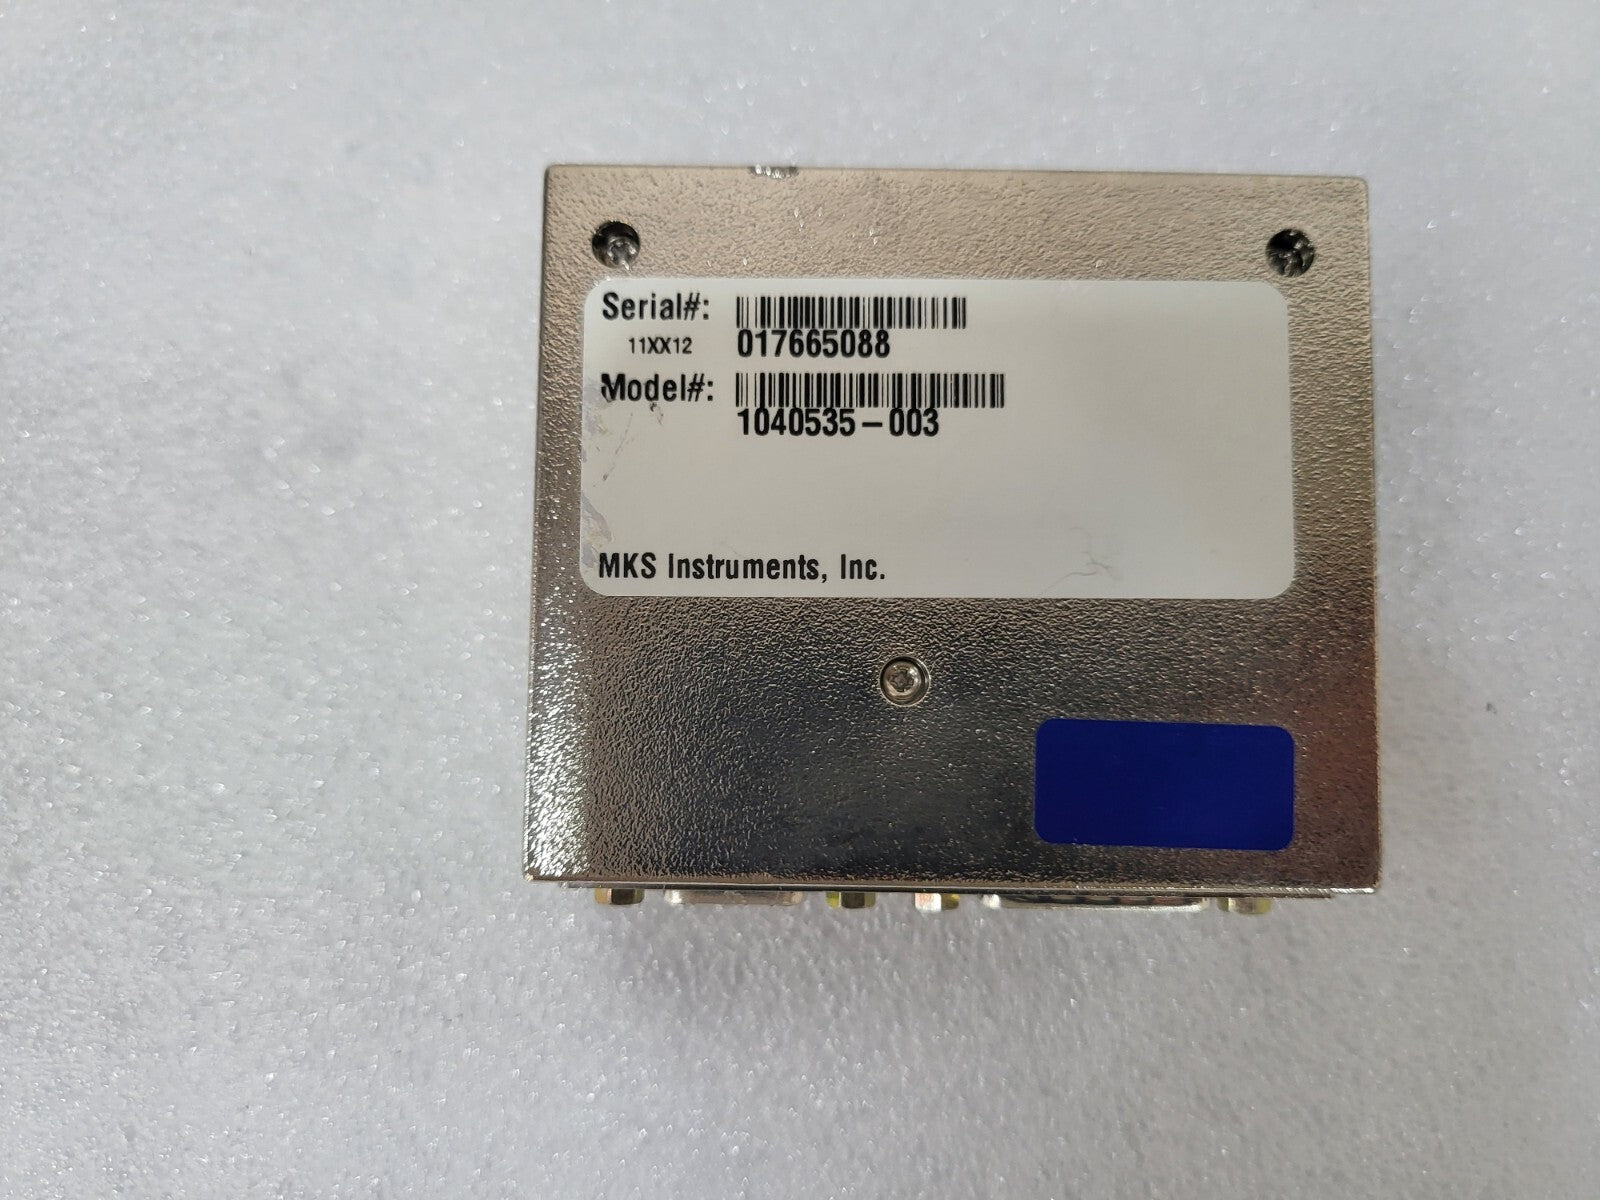 Serial#:
11XX12 017665088
Model#:
1040535-003
MKS Instruments, Inc.